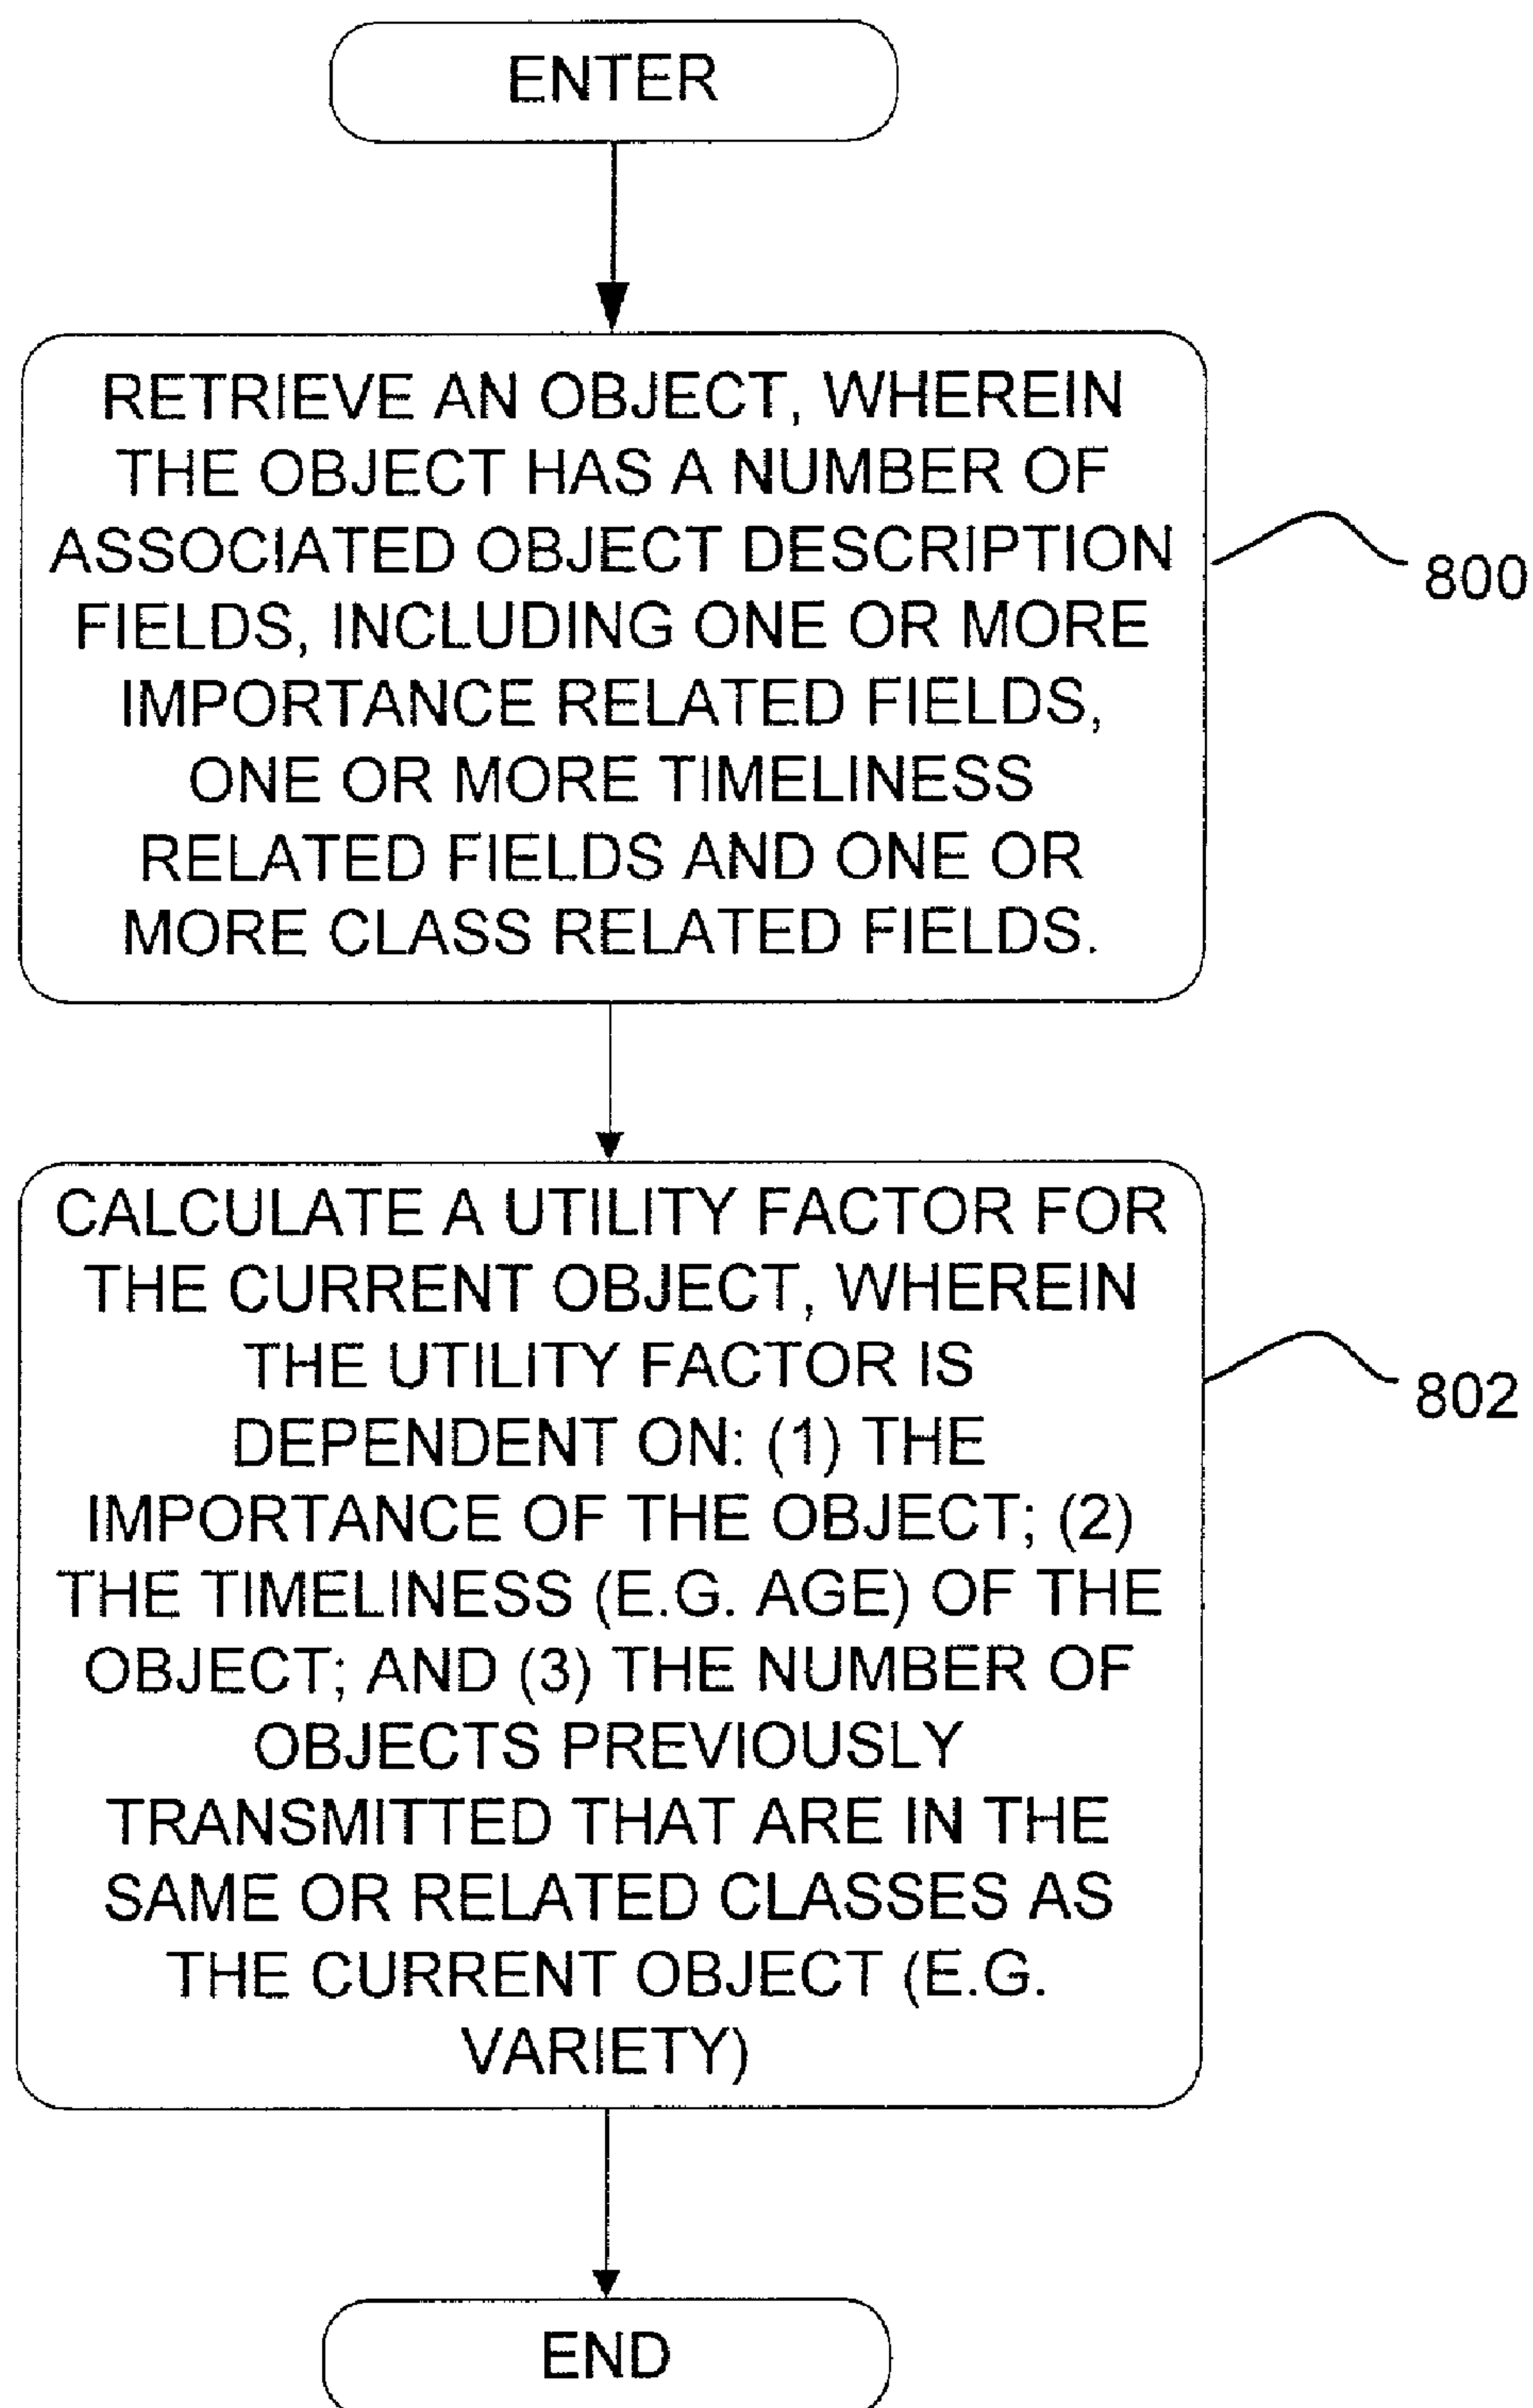 ENTER
RETRIEVE AN OBJECT, WHEREIN
THE OBJECT HAS A NUMBER OF
ASSOCIATED OBJECT DESCRIPTION
FIELDS, INCLUDING ONE OR MORE
IMPORTANCE RELATED FIELDS,
ONE OR MORE TIMELINESS
RELATED FIELDS AND ONE OR
MORE CLASS RELATED FIELDS.
800
CALCULATE A UTILITY FACTOR FOR
THE CURRENT OBJECT, WHEREIN
THE UTILITY FACTOR IS
DEPENDENT ON: (1) THE
IMPORTANCE OF THE OBJECT; (2)
THE TIMELINESS (E.G. AGE) OF THE
OBJECT; AND (3) THE NUMBER OF
OBJECTS PREVIOUSLY
TRANSMITTED THAT ARE IN THE
SAME OR RELATED CLASSES AS
THE CURRENT OBJECT (E.G.
VARIETY)
802
END